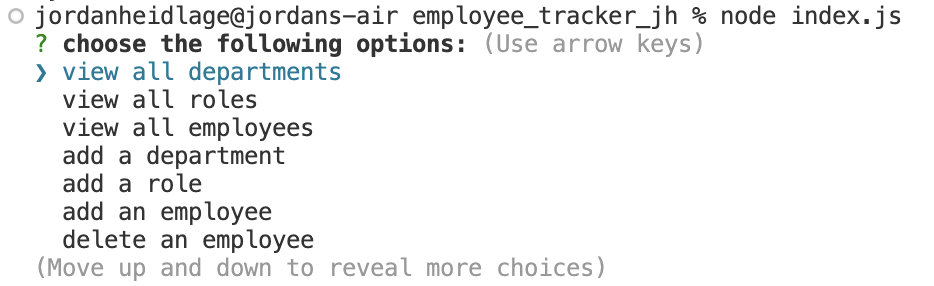 jordanheidlage@jordans-air employee_tracker_jh % node index.js
? choose the following options: (Use arrow keys)
❯ view all departments
view all roles
view all employees
add a department
add a role
add an employee
delete an employee
(Move up and down to reveal more choices)